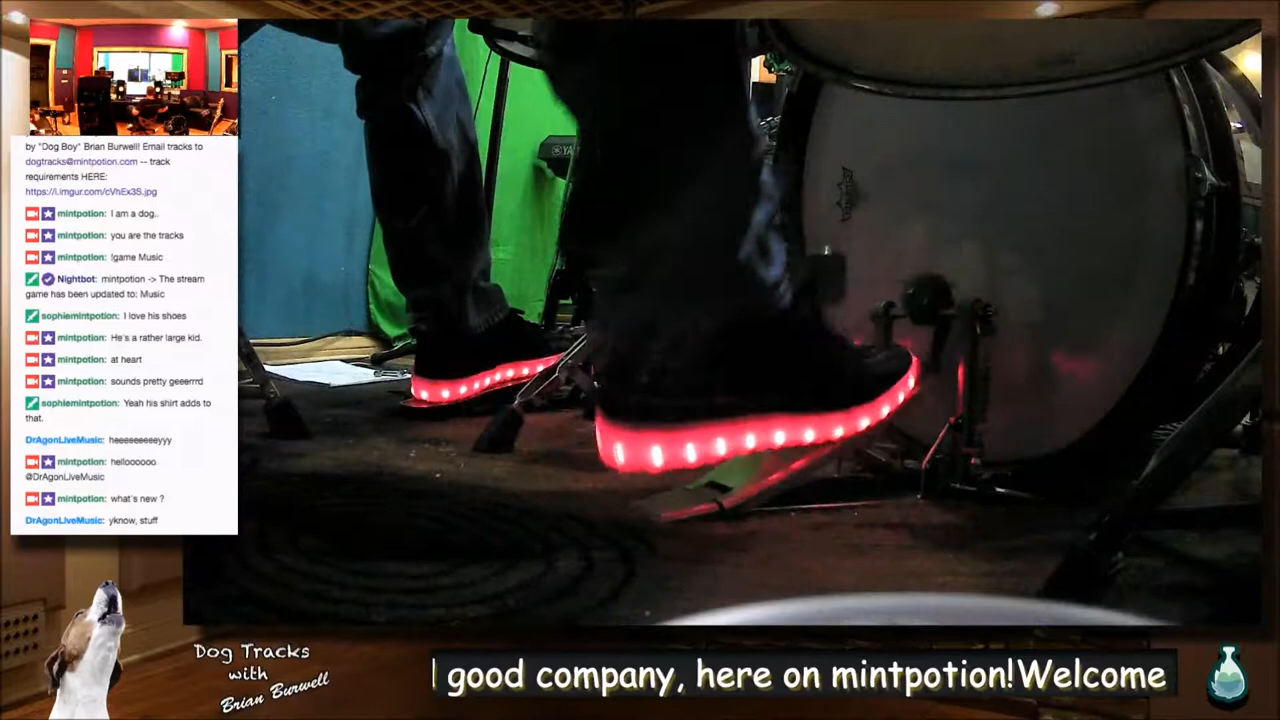 by "Dog Boy" Brian Burwell! Email tracks to
dogtracks@mintpotion.com -- track
requirements HERE:
https://i.imgur.com/cVhEx3S.jpg
mintpotion: I am a dog..
mintpotion: you are the tracks
mintpotion: !game Music
Nightbot: mintpotion -> The stream
game has been updated to: Music
sophiemintpotion: I love his shoes
mintpotion: He's a rather large kid.
mintpotion: at heart
mintpotion: sounds pretty geeerrrd
sophiemintpotion: Yeah his shirt adds to
that.
DrAgonLiveMusic: heeeseeeeeyyy
mintpotion: helloooooo
@DrAgonLiveMusic
mintpotion: what's new ?
DrAgonLiveMusic: yknow, stuff
Dog Tracks
with
Brian Burwell
good company, here on mintpotion!Welcome